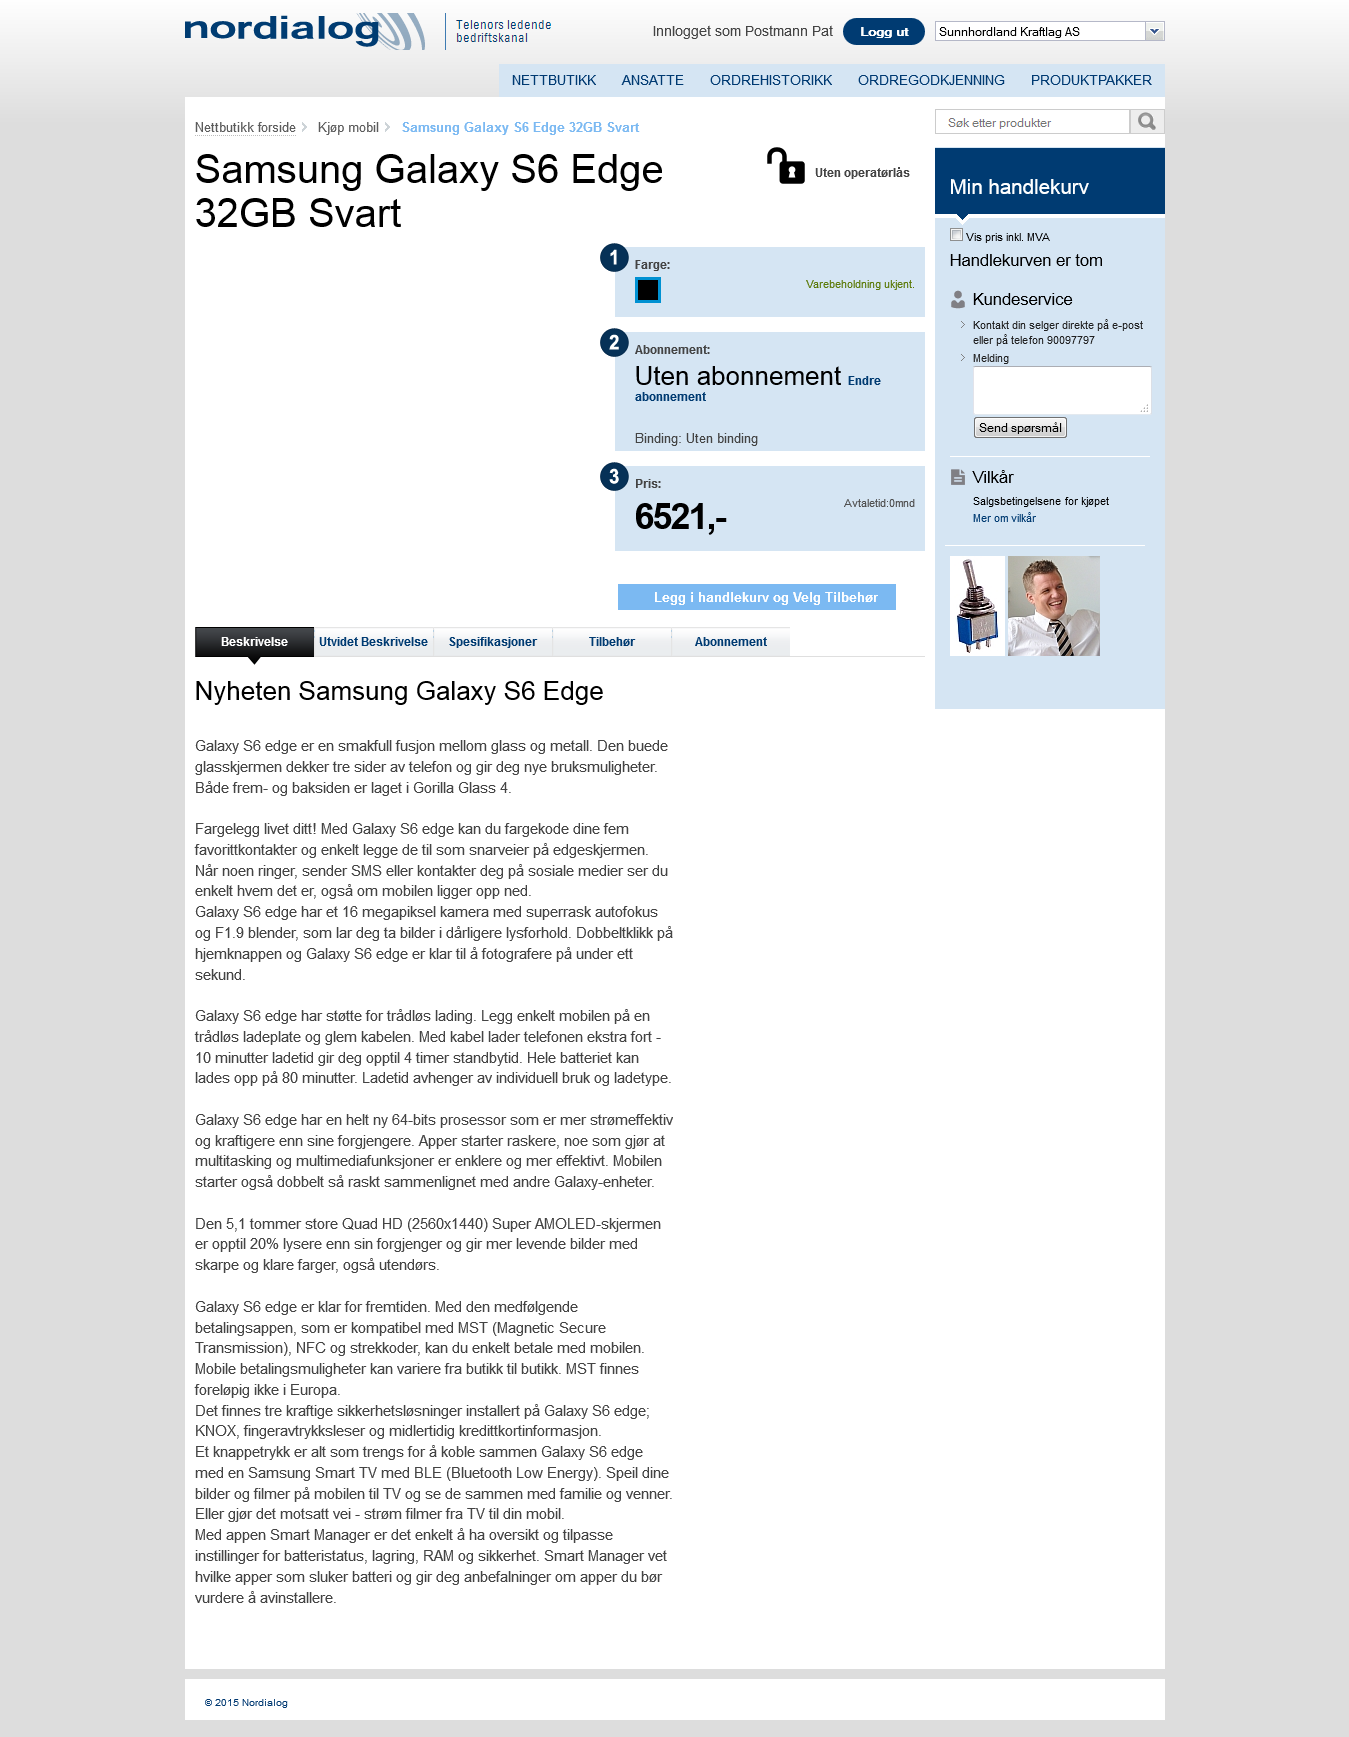 nordialog
Telenors ledende
bedriftskanal
Innlogget som Postmann Pat
Logg ut
Sunnhordland Kraftlag AS
NETTBUTIKK ANSATTE ORDREHISTORIKK ORDREGODKJENNING PRODUKTPAKKER
Nettbutikk forside Kjøp mobil Samsung Galaxy S6 Edge 32GB Svart
Søk etter produkter
Samsung Galaxy S6 Edge
32GB Svart
Uten operatørlås
1
Farge:
Varebeholdning ukjent.
2
Abonnement:
Uten abonnement Endre
abonnement
Binding: Uten binding
3
Pris:
6521,-
Avtaletid:0mnd
Legg i handlekurv og Velg Tilbehør
Min handlekurv
Vis pris inkl. MVA
Handlekurven er tom
Kundeservice
Kontakt din selger direkte på e-post
eller på telefon 90097797
Melding
Send spørsmål
Vilkår
Salgsbetingelsene for kjøpet
Mer om vilkår
Beskrivelse Utvidet Beskrivelse Spesifikasjoner Tilbehør Abonnement
Nyheten Samsung Galaxy S6 Edge
Galaxy S6 edge er en smakfull fusjon mellom glass og metall. Den buede
glasskjermen dekker tre sider av telefon og gir deg nye bruksmuligheter.
Både frem- og baksiden er laget i Gorilla Glass 4.
Fargelegg livet ditt! Med Galaxy S6 edge kan du fargekode dine fem
favorittkontakter og enkelt legge de til som snarveier på edgeskjermen.
Når noen ringer, sender SMS eller kontakter deg på sosiale medier ser du
enkelt hvem det er, også om mobilen ligger opp ned.
Galaxy S6 edge har et 16 megapiksel kamera med superrask autofokus
og F1.9 blender, som lar deg ta bilder i dårligere lysforhold. Dobbeltklikk på
hjemknappen og Galaxy S6 edge er klar til å fotografere på under ett
sekund.
Galaxy S6 edge har støtte for trådløs lading. Legg enkelt mobilen på en
trådløs ladeplate og glem kabelen. Med kabel lader telefonen ekstra fort -
10 minutter ladetid gir deg opptil 4 timer standbytid. Hele batteriet kan
lades opp på 80 minutter. Ladetid avhenger av individuell bruk og ladetype.
Galaxy S6 edge har en helt ny 64-bits prosessor som er mer strømeffektiv
og kraftigere enn sine forgjengere. Apper starter raskere, noe som gjør at
multitasking og multimediafunksjoner er enklere og mer effektivt. Mobilen
starter også dobbelt så raskt sammenlignet med andre Galaxy-enheter.
Den 5,1 tommer store Quad HD (2560x1440) Super AMOLED-skjermen
er opptil 20% lysere enn sin forgjenger og gir mer levende bilder med
skarpe og klare farger, også utendørs.
Galaxy S6 edge er klar for fremtiden. Med den medfølgende
betalingsappen, som er kompatibel med MST (Magnetic Secure
Transmission), NFC og strekkoder, kan du enkelt betale med mobilen.
Mobile betalingsmuligheter kan variere fra butikk til butikk. MST finnes
foreløpig ikke i Europa.
Det finnes tre kraftige sikkerhetsløsninger installert på Galaxy S6 edge;
KNOX, fingeravtrykksleser og midlertidig kredittkortinformasjon.
Et knappetrykk er alt som trengs for å koble sammen Galaxy S6 edge
med en Samsung Smart TV med BLE (Bluetooth Low Energy). Speil dine
bilder og filmer på mobilen til TV og se de sammen med familie og venner.
Eller gjør det motsatt vei - strøm filmer fra TV til din mobil.
Med appen Smart Manager er det enkelt å ha oversikt og tilpasse
instillinger for batteristatus, lagring, RAM og sikkerhet. Smart Manager vet
hvilke apper som sluker batteri og gir deg anbefalninger om apper du bør
vurdere å avinstallere.
© 2015 Nordialog